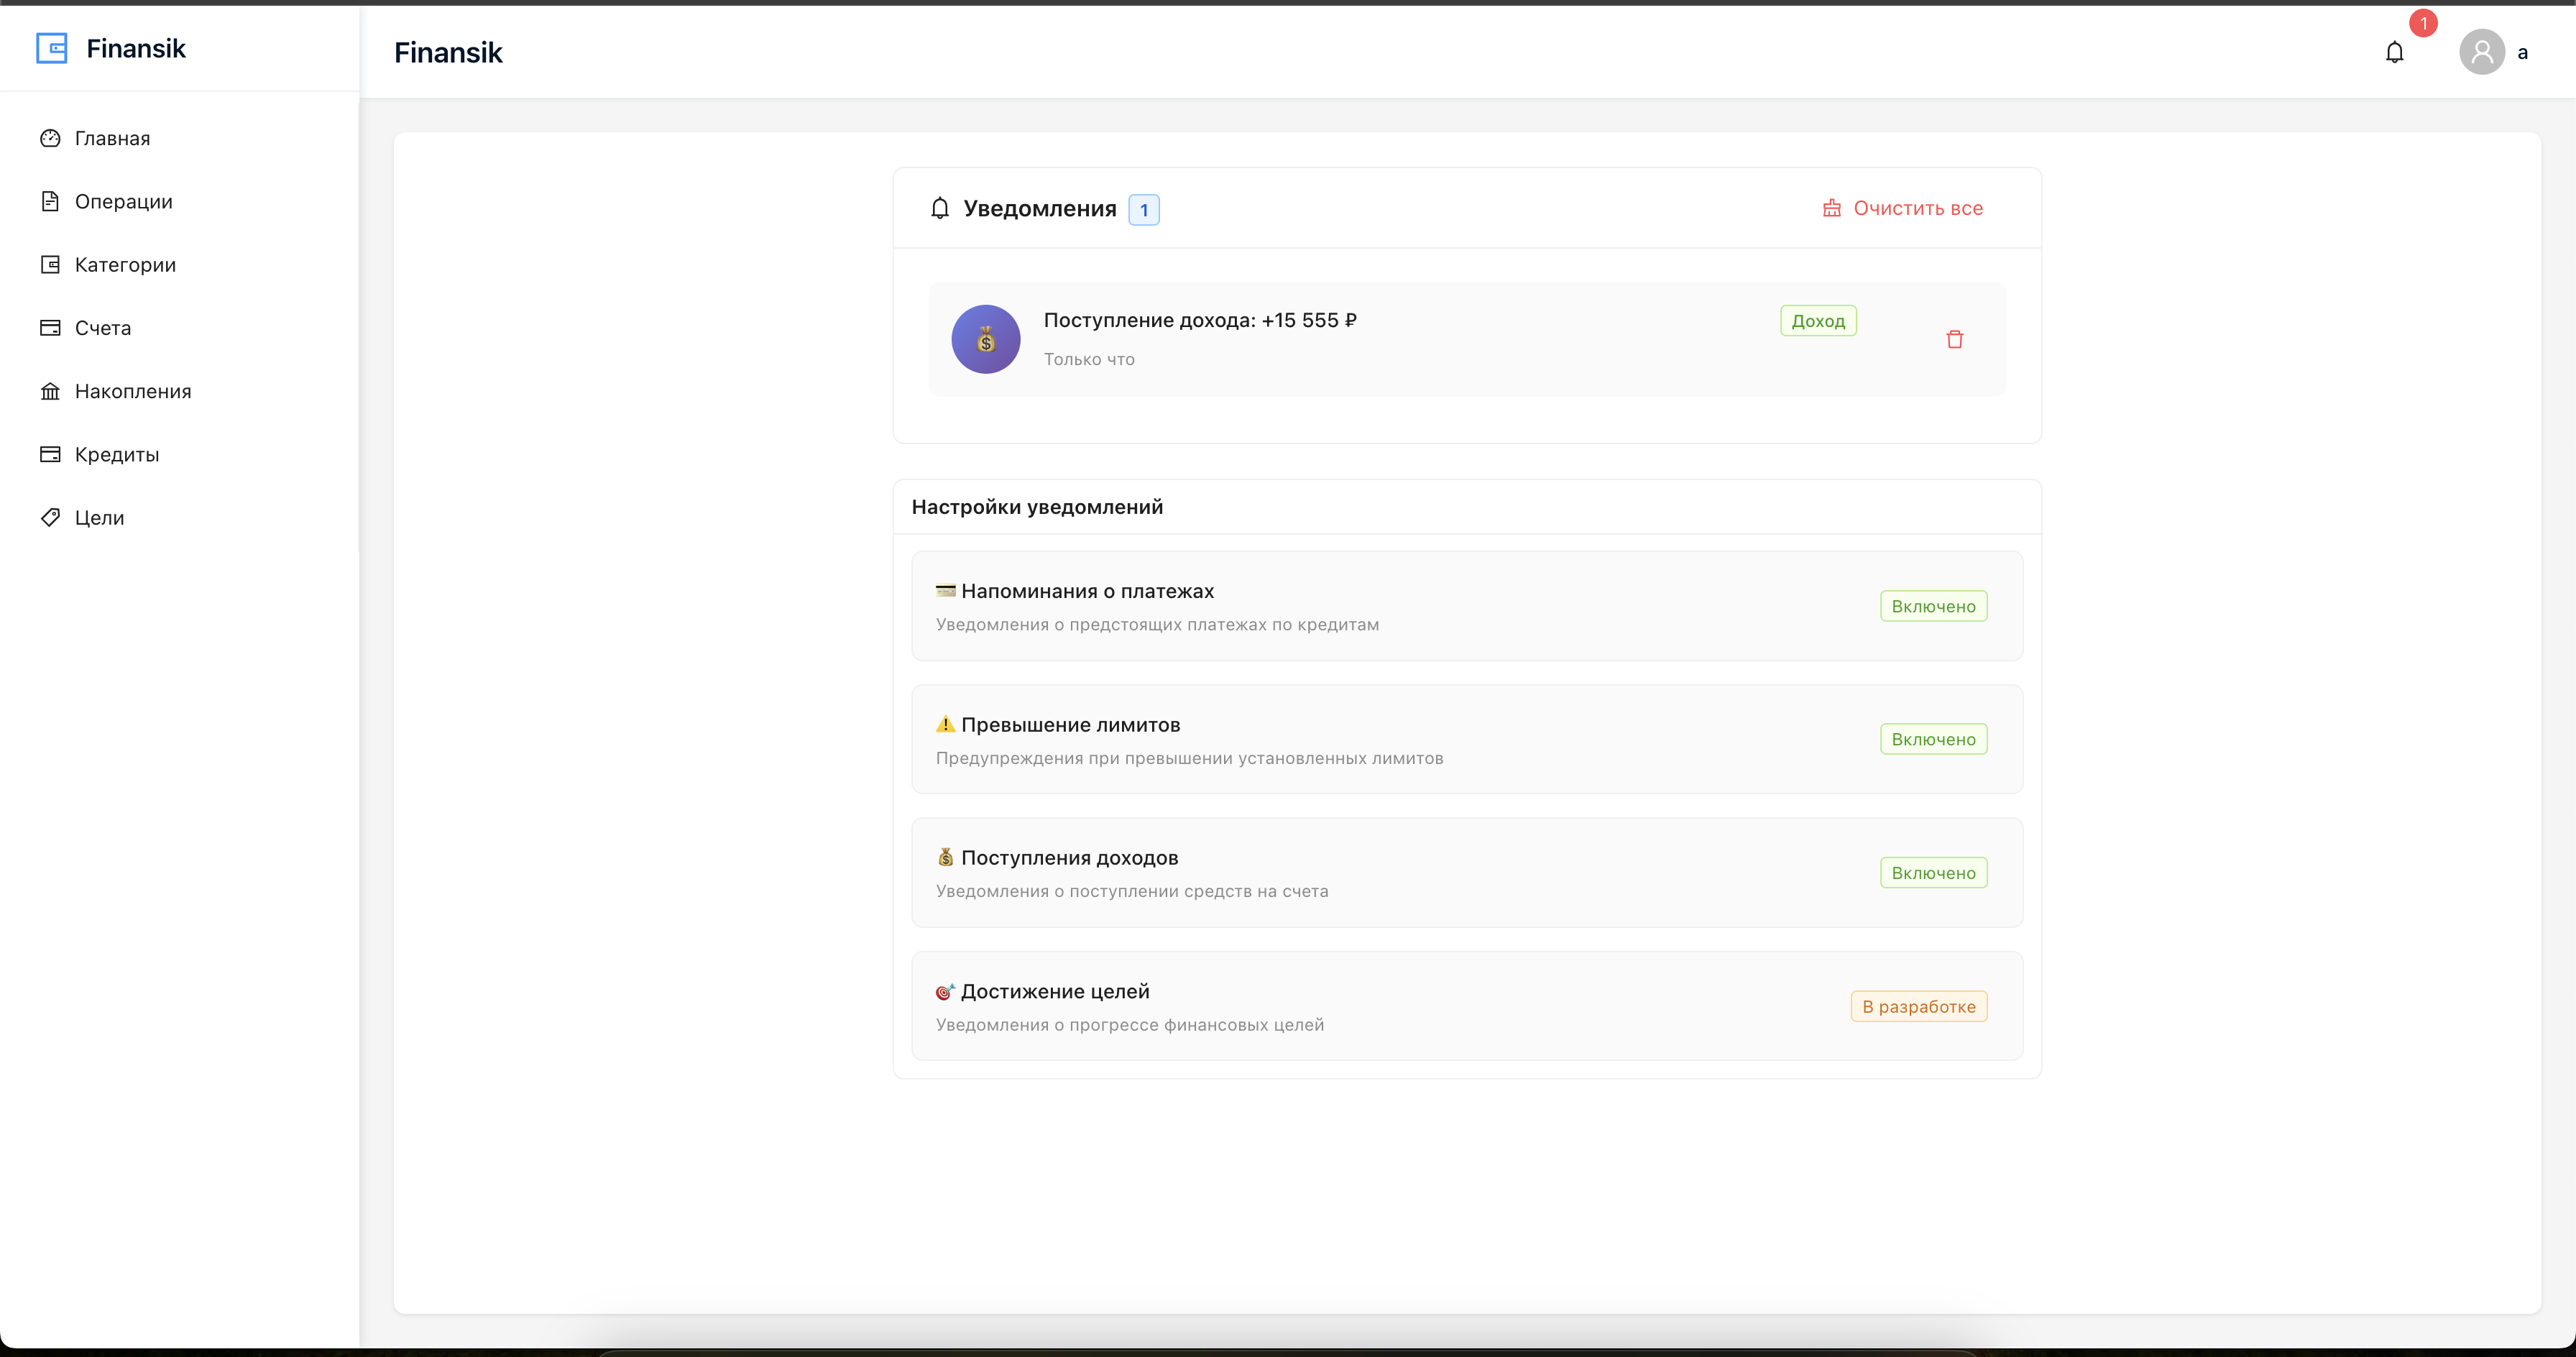 Finansik
Главная
Операции
Категории
Счета
Накопления
Кредиты
Цели
Finansik
1
a
Уведомления 1
Очистить все
Поступление дохода: +15 555 ₽
Доход
Только что
Настройки уведомлений
Напоминания о платежах
Уведомления о предстоящих платежах по кредитам
Включено
Превышение лимитов
Предупреждения при превышении установленных лимитов
Включено
Поступления доходов
Уведомления о поступлении средств на счета
Включено
Достижение целей
Уведомления о прогрессе финансовых целей
В разработке